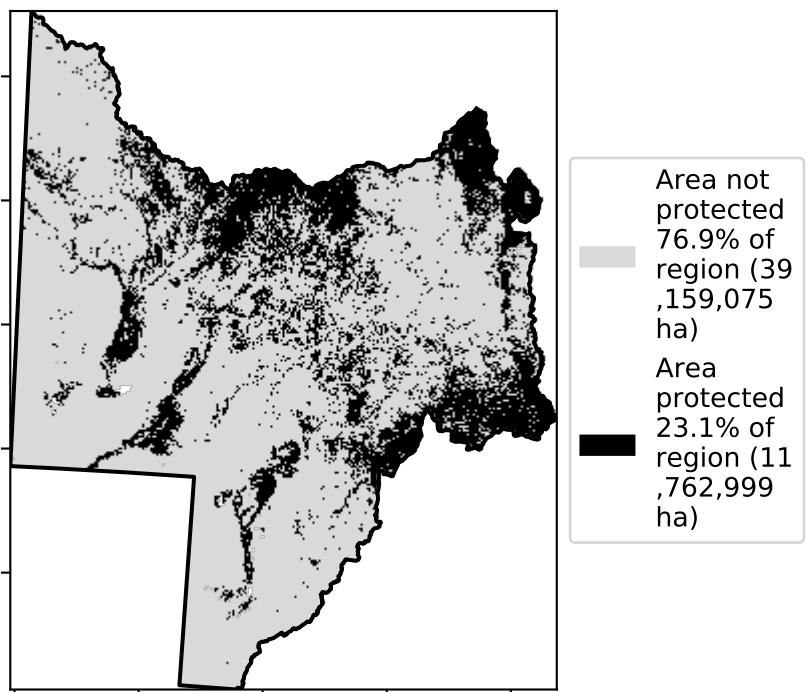 Area not
protected
76.9% of
region (39
,159,075
ha)
Area
protected
23.1% of
region (11
,762,999
ha)